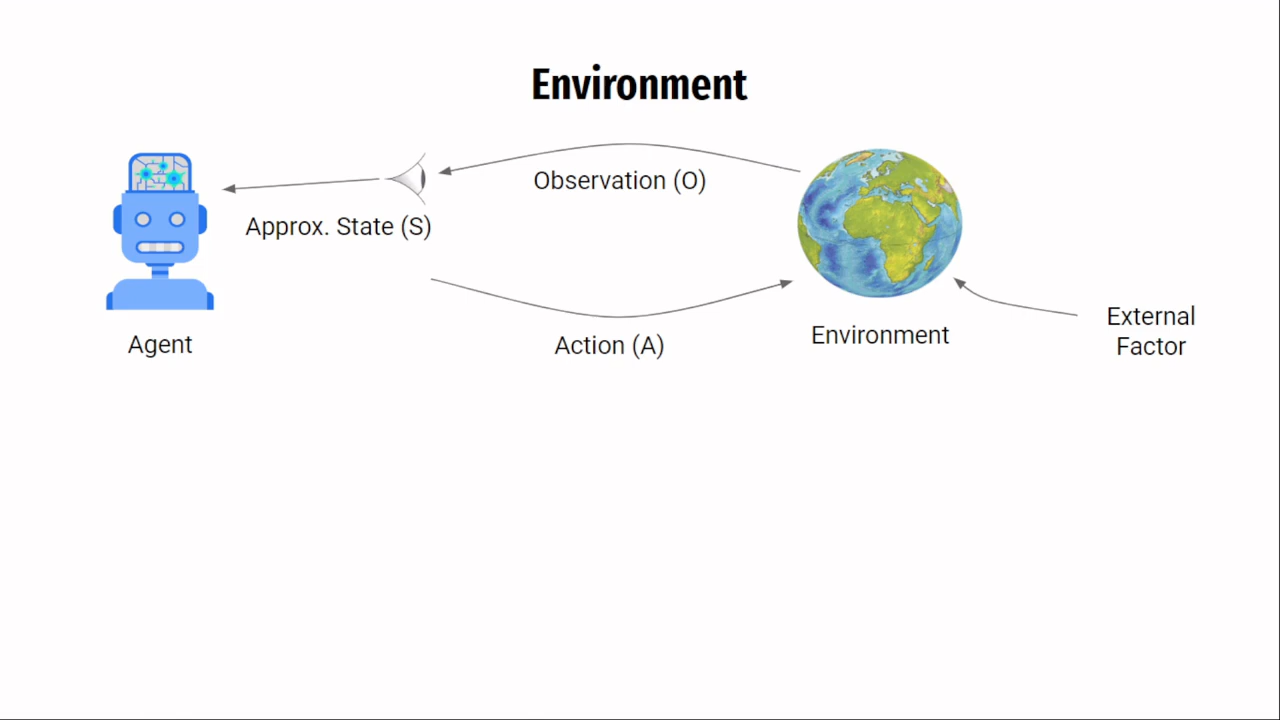 Environment
Observation (O)
Approx. State (S)
Action (A)
Agent
Environment
External
Factor